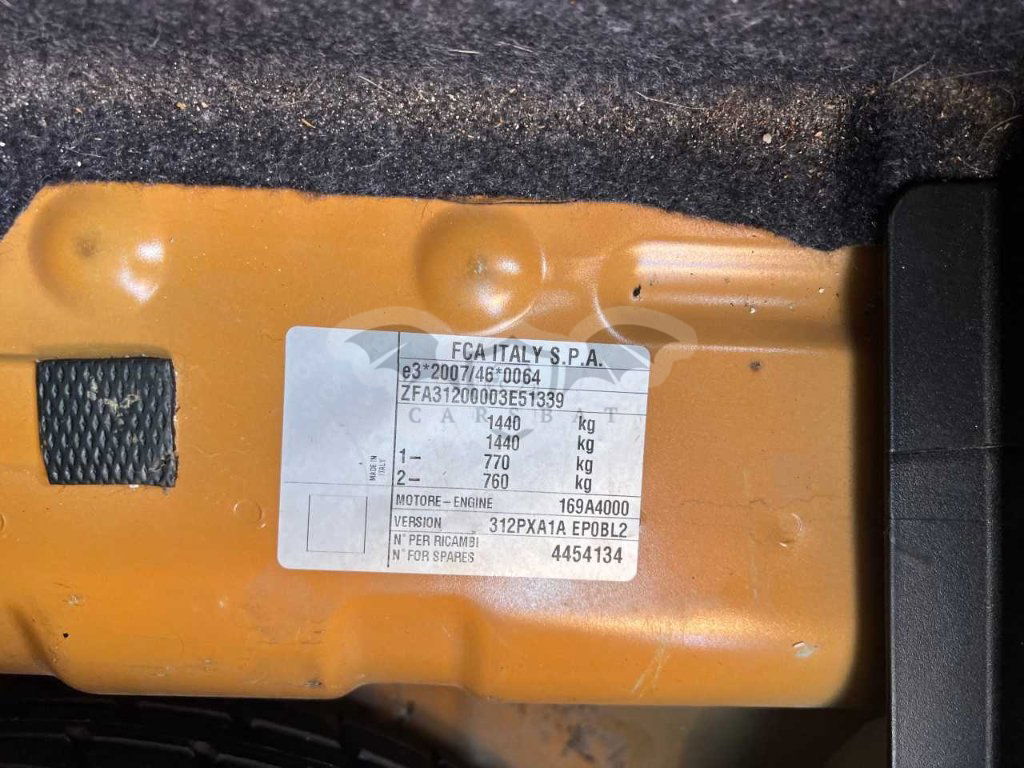 FCA ITALY S.P.A.
e3*2007/46*0064
ZFA31200003E51339
CARSBAT
1440 kg
1440 kg
1– 770 kg
2– 760 kg
MADE IN
ITALY
MOTORE–ENGINE 169A4000
VERSION 312PXA1A EP0BL2
N° PER RICAMBI
N° FOR SPARES 4454134